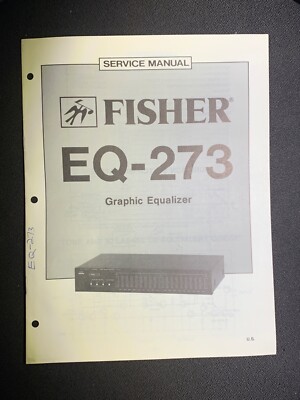 SERVICE MANUAL
FISHER®
EQ-273
Graphic Equalizer
EQ-273